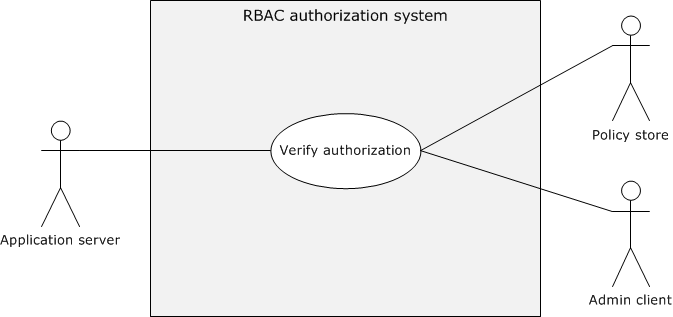 RBAC authorization system
Verify authorization
Policy store
Application server
Admin client